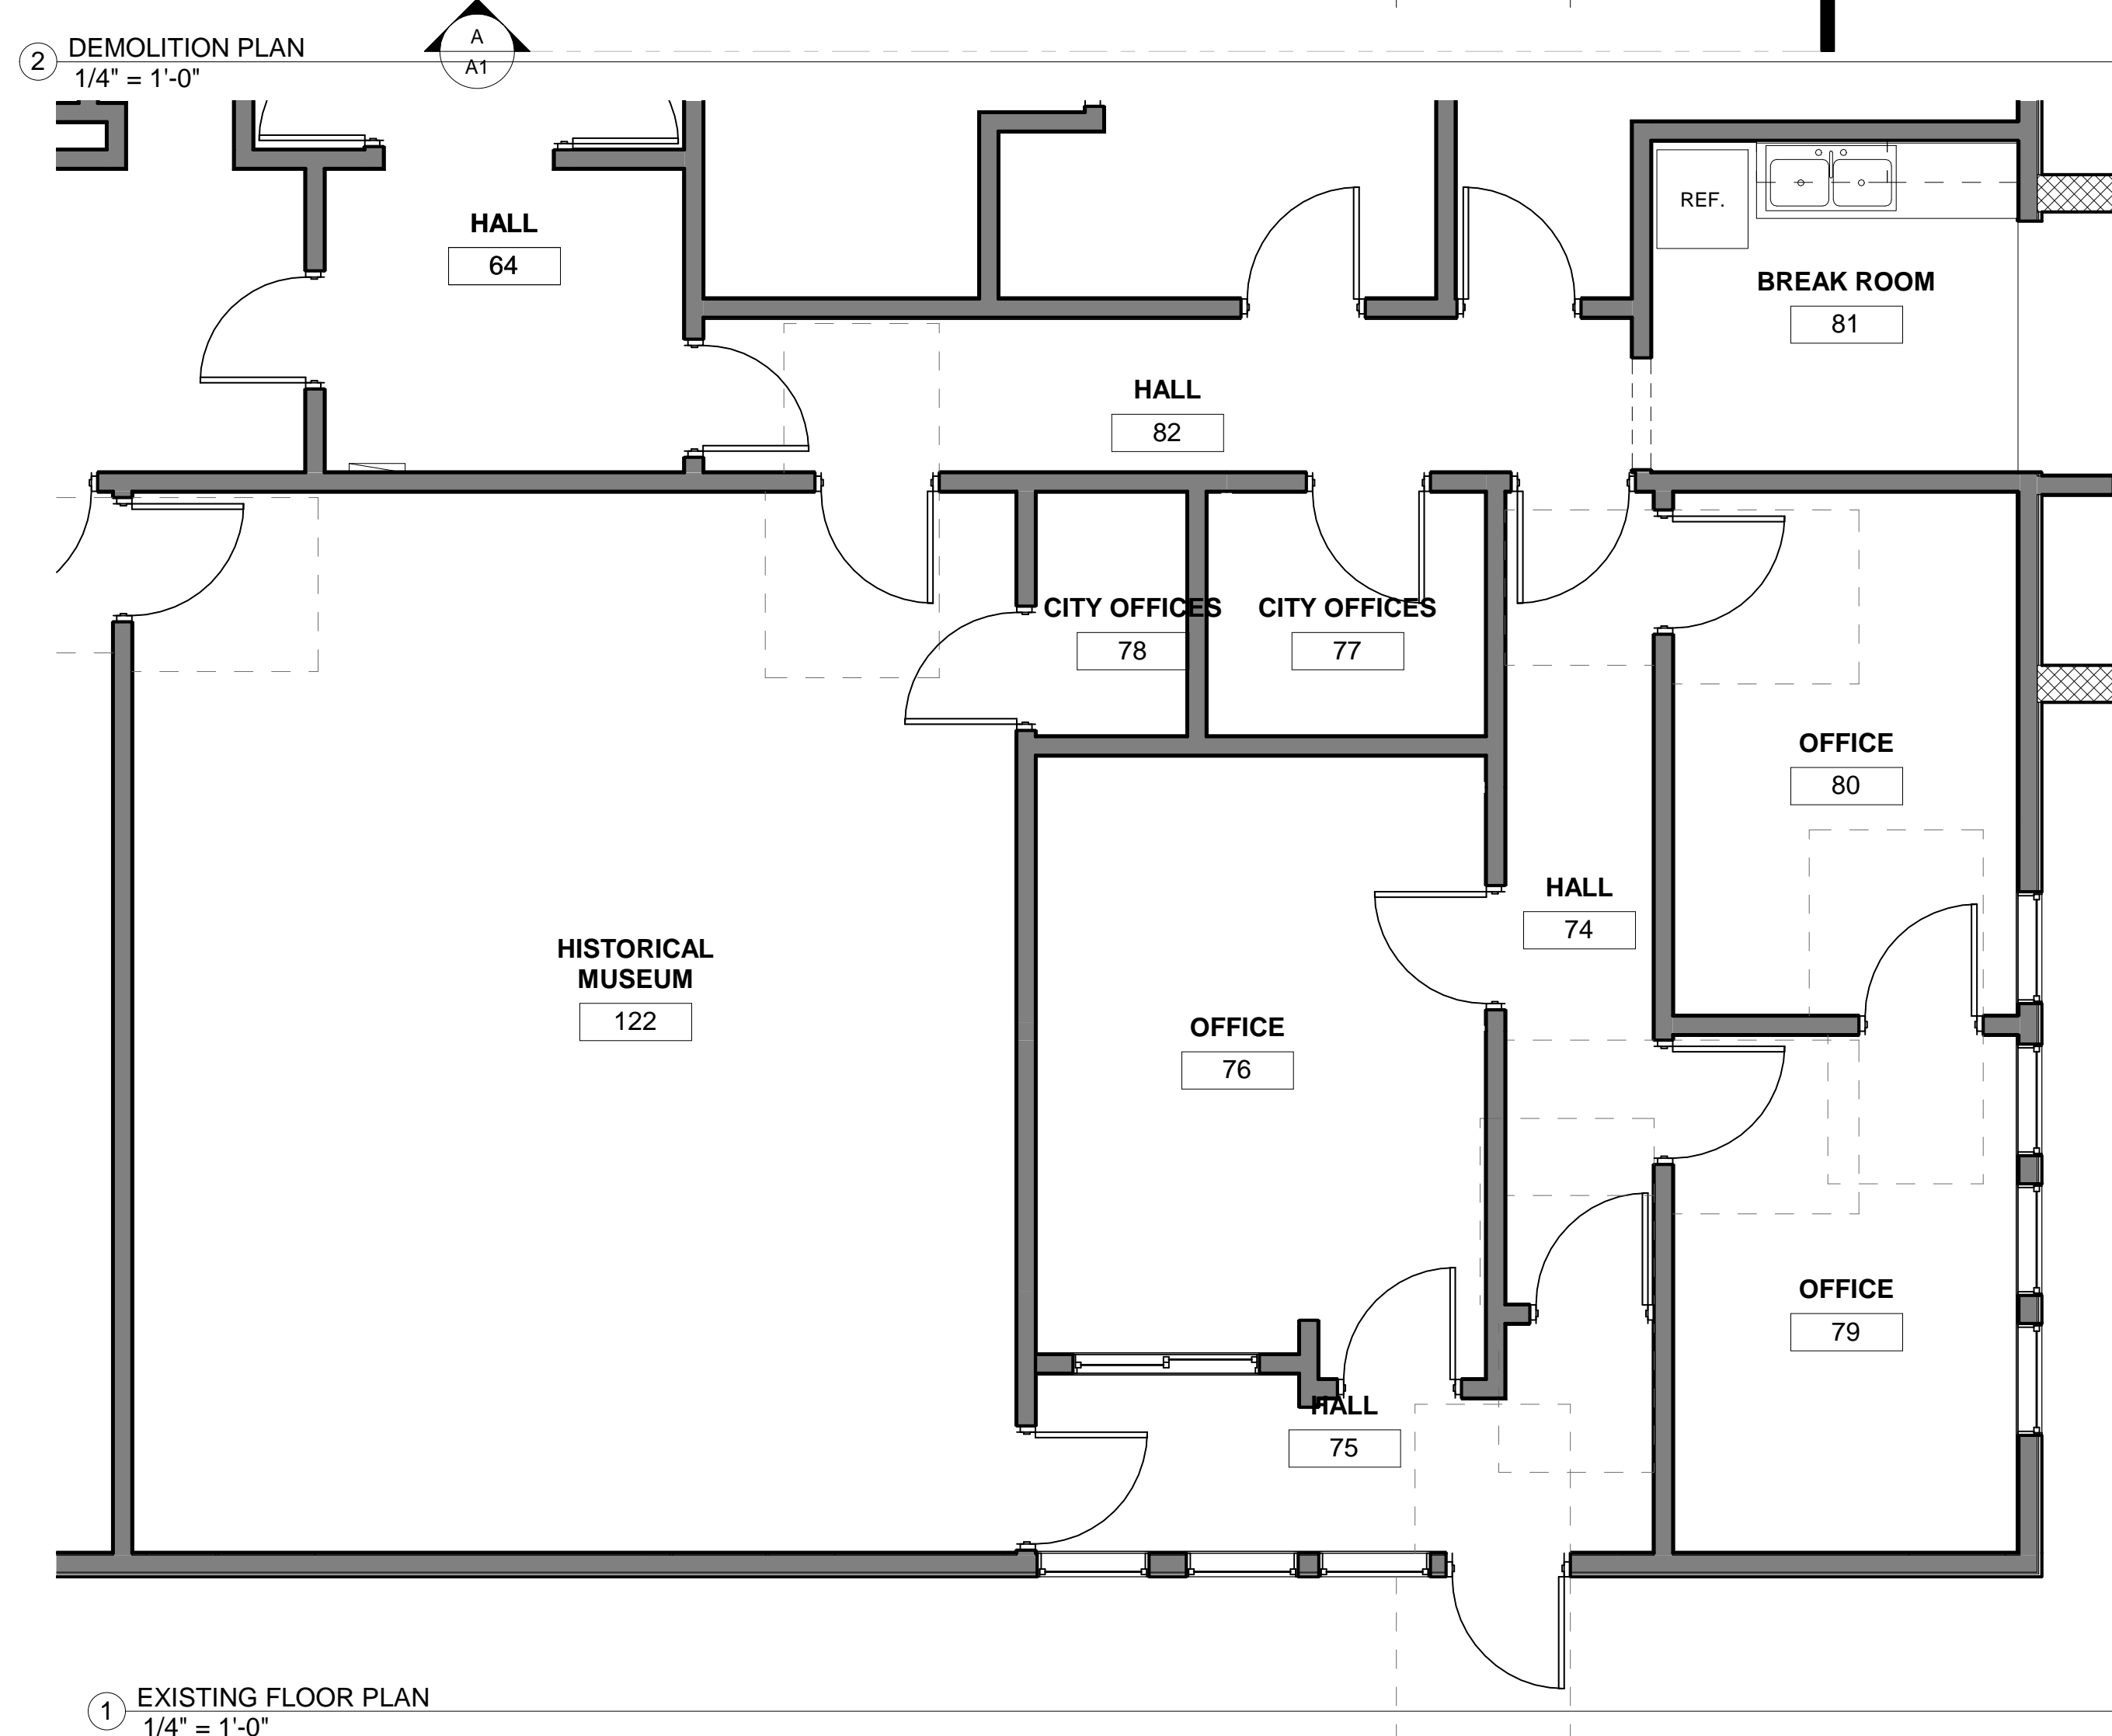 A
A1
2
DEMOLITION PLAN
1/4" = 1'-0"
HALL
64
REF.
BREAK ROOM
81
HALL
82
CITY OFFICES
78
CITY OFFICES
77
OFFICE
80
HALL
74
HISTORICAL
MUSEUM
122
OFFICE
76
OFFICE
79
HALL
75
1
EXISTING FLOOR PLAN
1/4" = 1'-0"